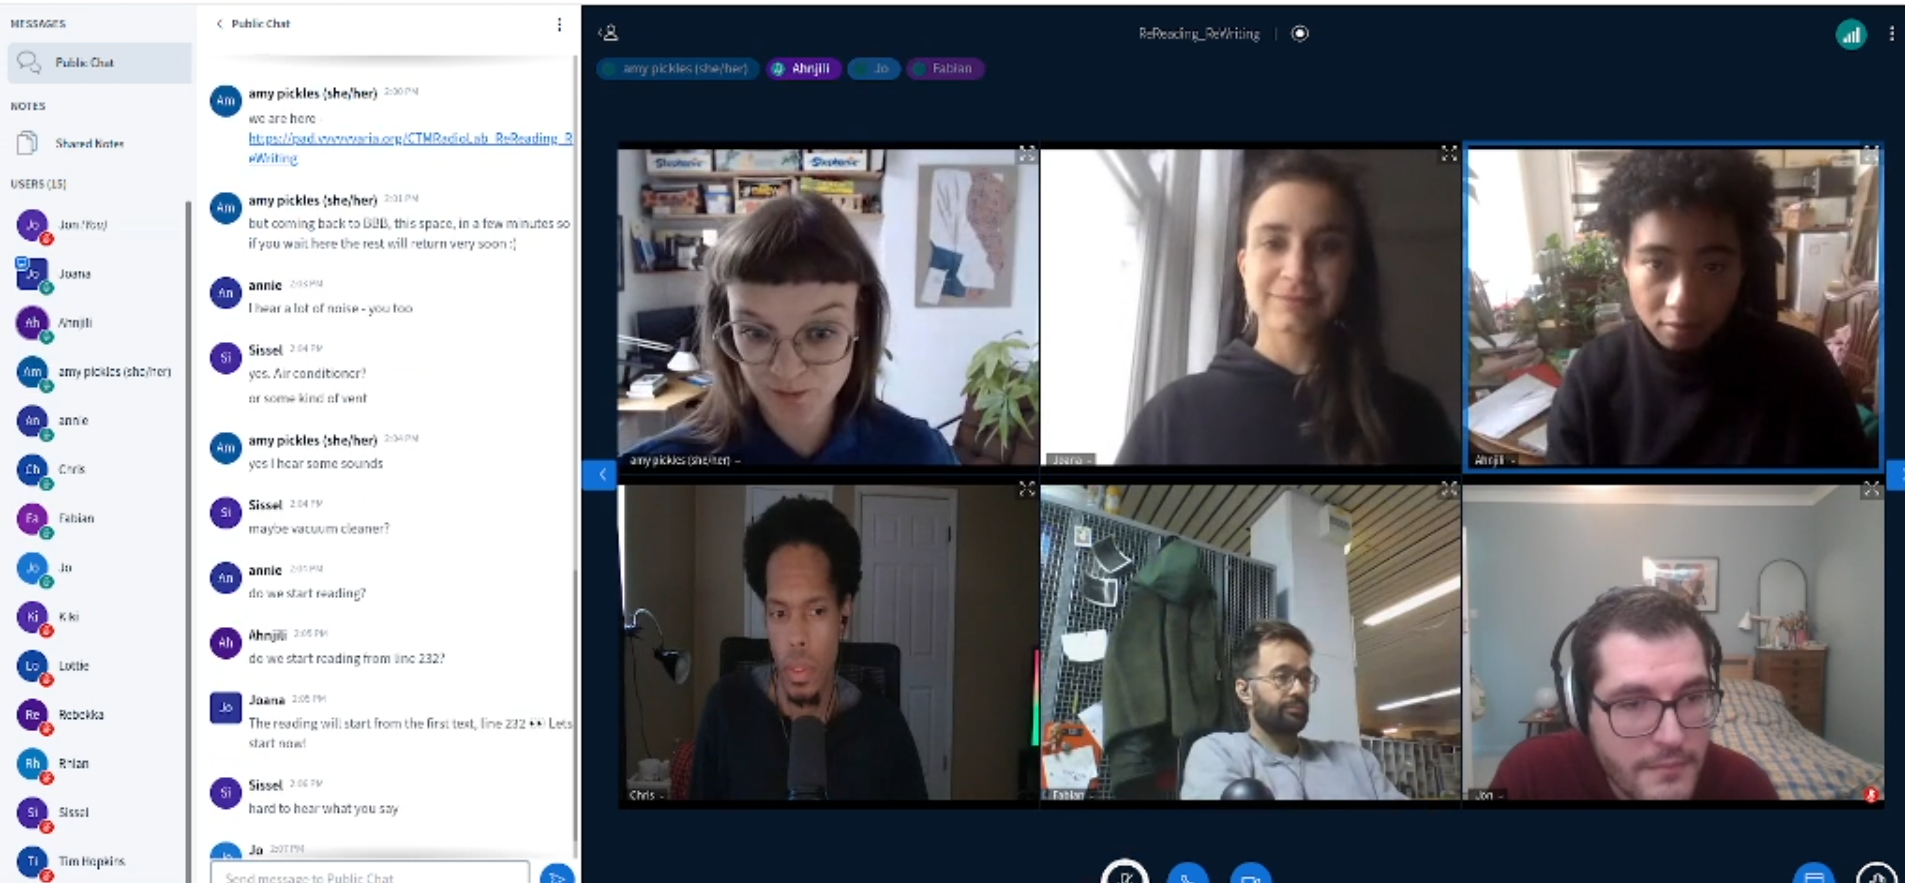 MESSAGES
Public Chat
NOTES
Shared Notes
USERS (15)
Jo
Jon (You)
Jo
Joana
Ah
Ahnjili
Am
amy pickles (she/her)
An
annie
Ch
Chris
Fa
Fabian
Jo
Jo
Ki
Kiki
Lo
Lottie
Re
Rebekka
Rh
Rhian
Si
Sissel
Ti
Tim Hopkins
Public Chat
Am
amy pickles (she/her) 2:00 PM
we are here -
https://pad.vvvvvvaria.org/CTMRadioLab_ReReading_R
eWriting
Am
amy pickles (she/her) 2:01 PM
but coming back to BBB, this space, in a few minutes so
if you wait here the rest will return very soon :)
An
annie 2:03 PM
I hear a lot of noise - you too
Si
Sissel 2:04 PM
yes. Air conditioner?
or some kind of vent
Am
amy pickles (she/her) 2:04 PM
yes I hear some sounds
Si
Sissel 2:04 PM
maybe vacuum cleaner?
An
annie
do we start reading?
Ah
Ahnjili 2:05 PM
do we start reading from line 232?
Jo
Joana 2:05 PM
The reading will start from the first text, line 232 👀 Lets
start now!
Si
Sissel 2:06 PM
hard to hear what you say
Jo
Jo 2:07 PM
Send message to Public Chat
ReReading_ReWriting
amy pickles (she/her)
Ahnjili
Jo
Fabian
Stephanie
Stephanie
amy pickles (she/her)
Joana
Ahnjili
Chris
Fabian
Jon